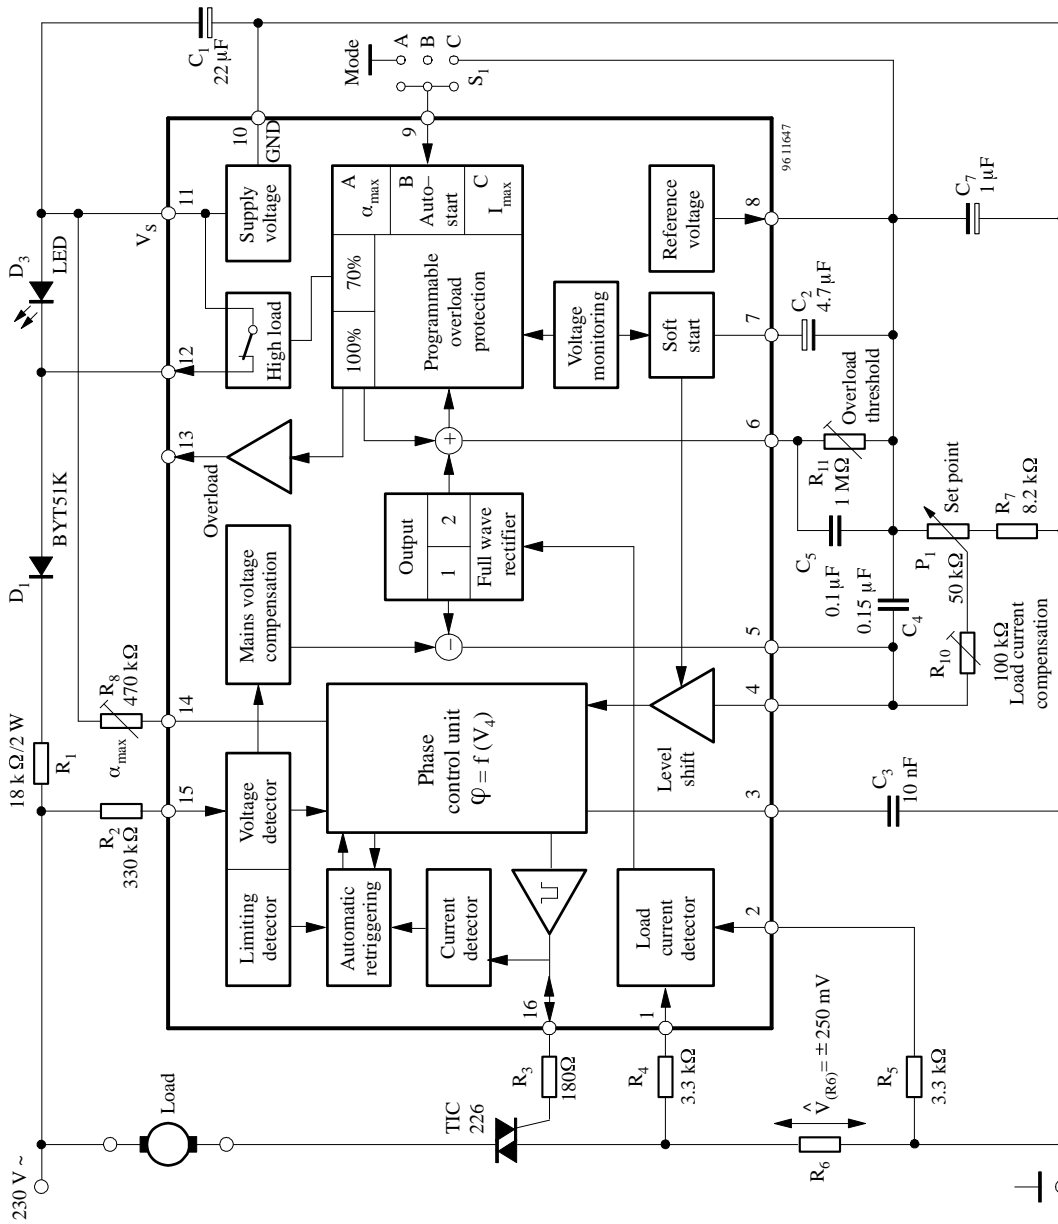 230 V ~
Load
18 k Ω/2 W
R1
D1
BYT51K
D3
LED
C1
22 μF
R2
330 kΩ
αmax
R8
470 kΩ
VS
15
14
13
12
11
10
GND
Limiting
detector
Voltage
detector
Mains voltage
compensation
Overload
High load
Supply
voltage
Automatic
retriggering
Current
detector
Phase
control unit
φ = f (V4)
Output
1
2
Full wave
rectifier
100%
70%
Programmable
overload
protection
A
αmax
B
Auto–
start
C
Imax
9
Mode
A
B
C
S1
TIC
226
16
R3
180Ω
1
R4
3.3 kΩ
Load
current
detector
2
Level
shift
Voltage
monitoring
Soft
start
Reference
voltage
96 11647
3
4
5
6
7
8
V̂(R6) = ± 250 mV
R6
R5
3.3 kΩ
C3
10 nF
R10
100 kΩ
Load current
compensation
C4
0.15 μF
C5
0.1 μF
R11
1 MΩ
Overload
threshold
P1
50 kΩ
Set point
R7
8.2 kΩ
C2
4.7 μF
C7
1 μF